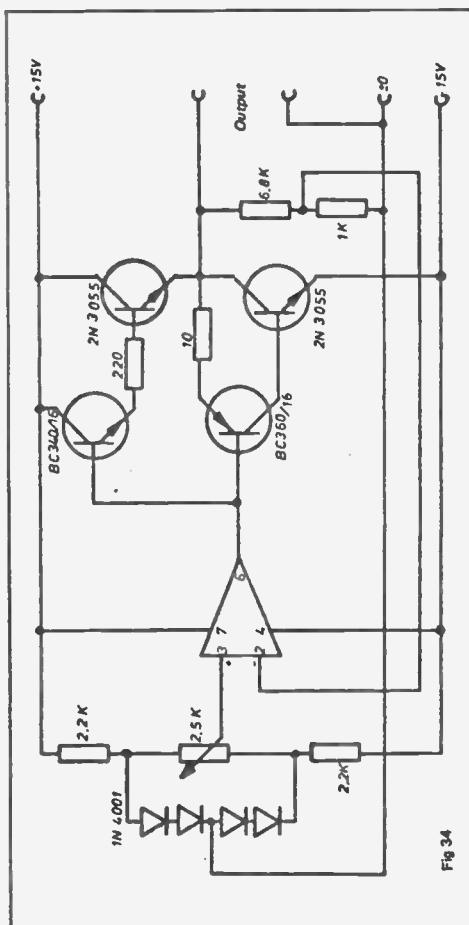 +15V
Output
±0
15V
6.8K
1K
2N 3055
220
10
2N 3055
BC340/16
BC360/16
6
7
4
3
2
+
-
2.2K
2.5K
2.2K
1N 4001
Fig 34